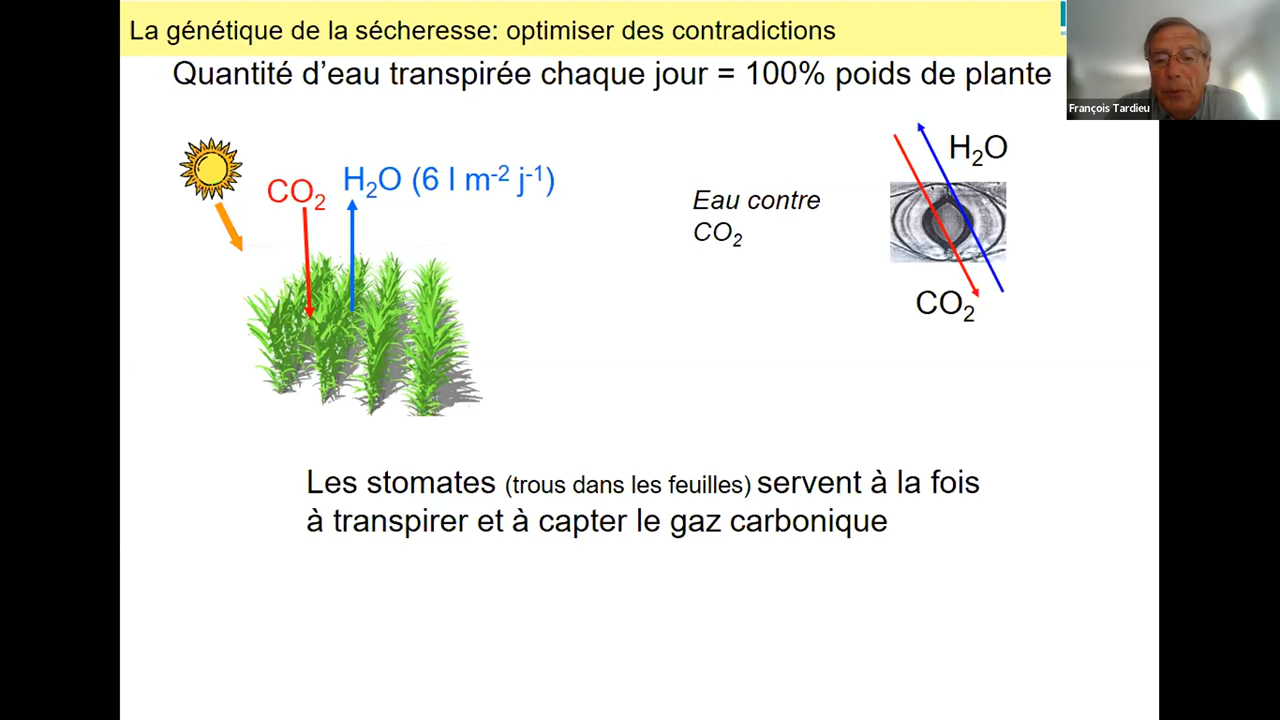 La génétique de la sécheresse: optimiser des contradictions
Quantité d'eau transpirée chaque jour = 100% poids de plante
François Tardieu
CO₂
H₂O (6 l m⁻² j⁻¹)
Eau contre
CO₂
H₂O
CO₂
Les stomates (trous dans les feuilles) servent à la fois
à transpirer et à capter le gaz carbonique